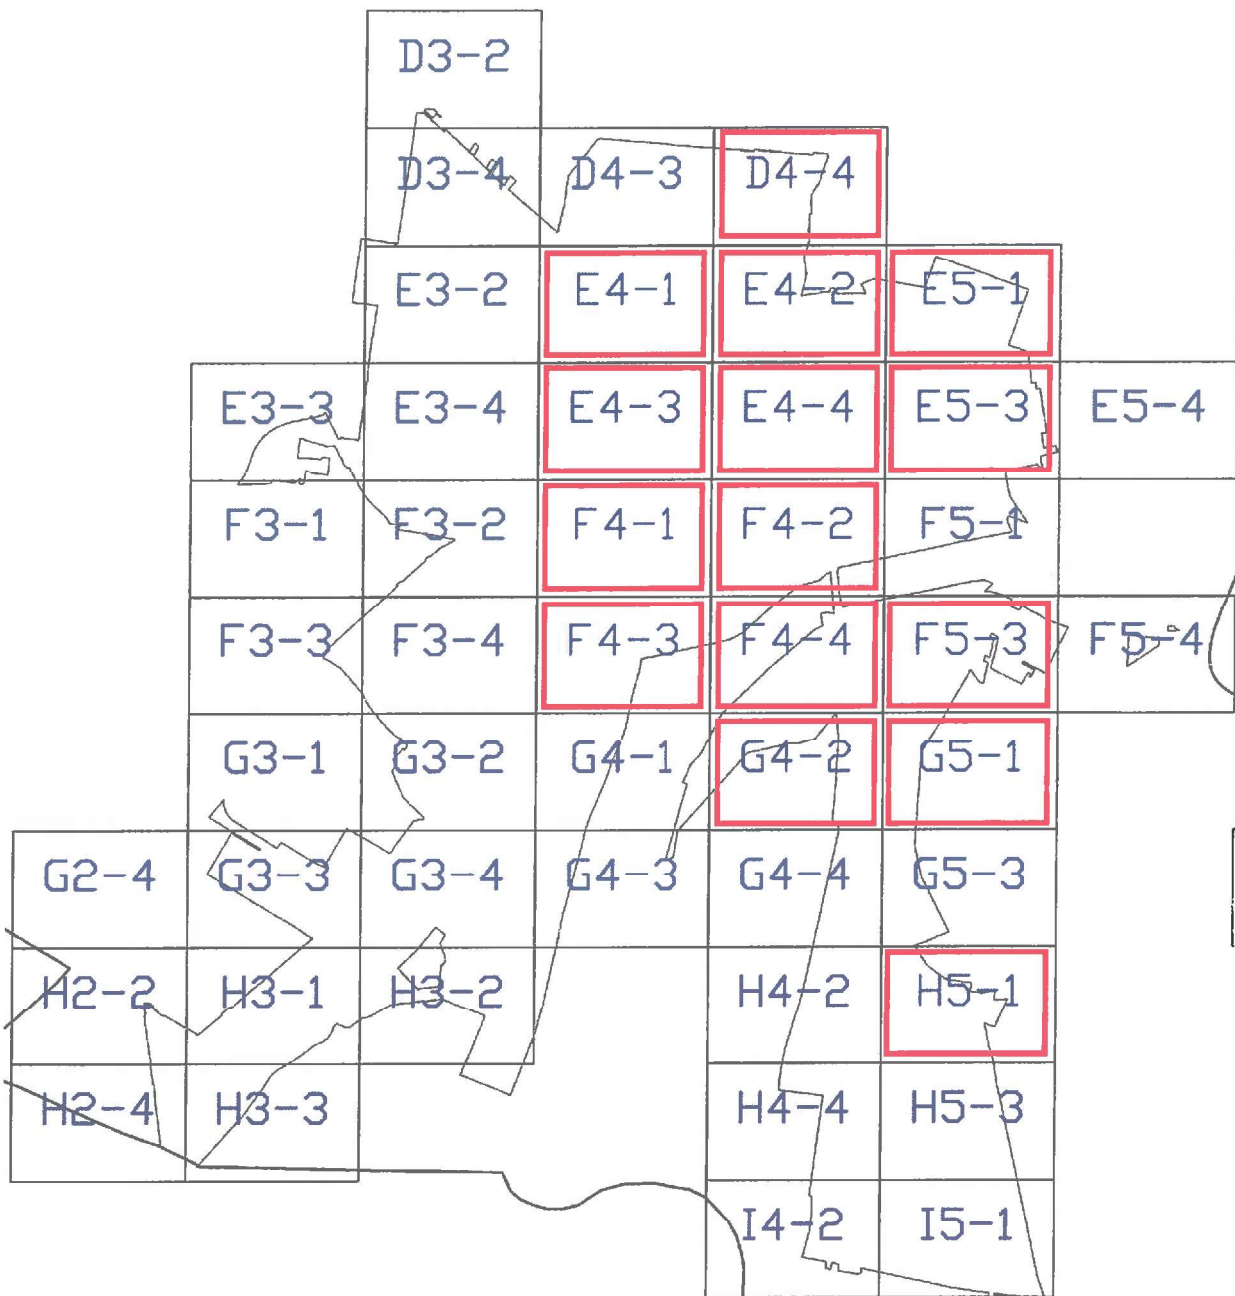 D3-2
D3-4 D4-3 D4-4
E3-2 E4-1 E4-2 E5-1
E3-3 E3-4 E4-3 E4-4 E5-3 E5-4
F3-1 F3-2 F4-1 F4-2 F5-1
F3-3 F3-4 F4-3 F4-4 F5-3 F5-4
G3-1 G3-2 G4-1 G4-2 G5-1
G2-4 G3-3 G3-4 G4-3 G4-4 G5-3
H2-2 H3-1 H3-2 H4-2 H5-1
H2-4 H3-3 H4-4 H5-3
I4-2 I5-1